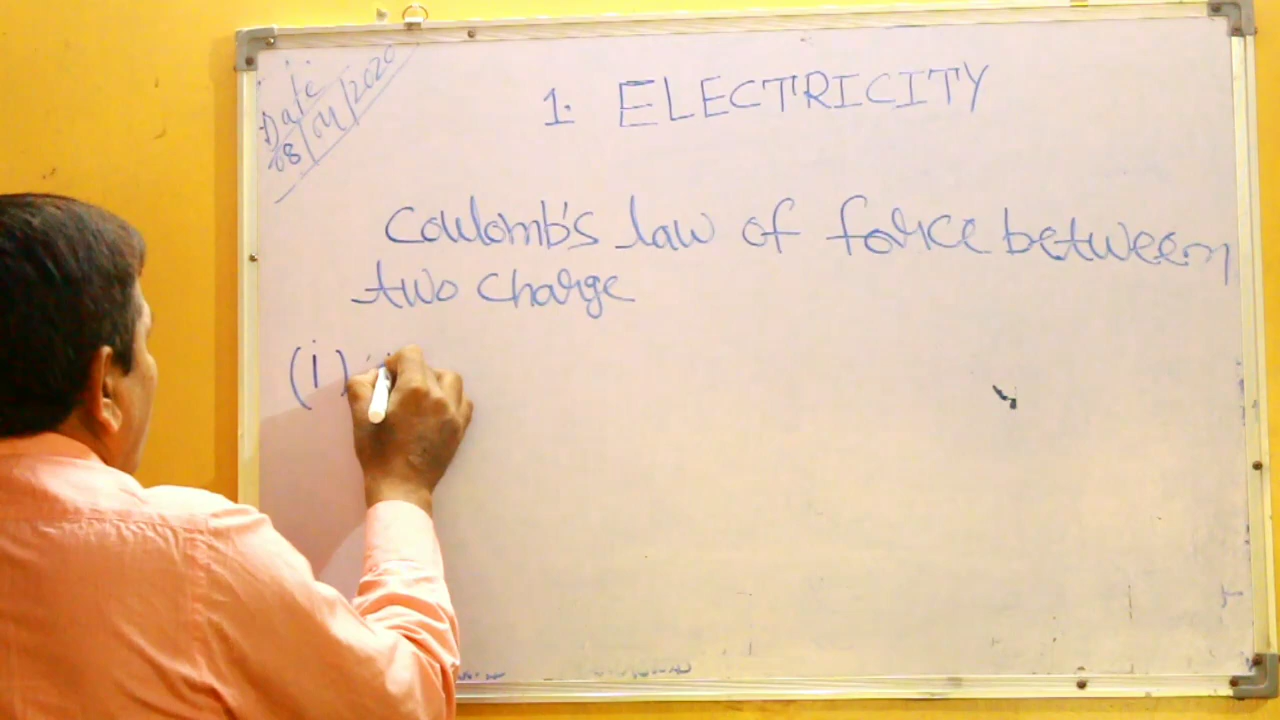 Date
08/04/2020
1. ELECTRICITY
Coulomb's law of force between
two charge
(i)